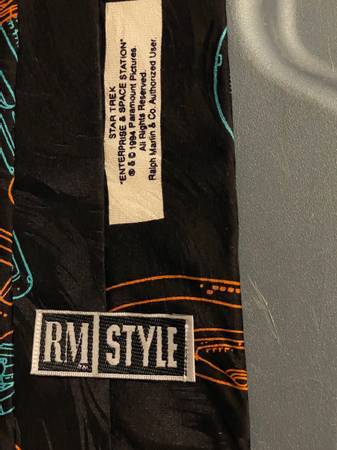 STAR TREK
"ENTERPRISE & SPACE STATION"
® & © 1994 Paramount Pictures.
All Rights Reserved.
Ralph Marlin & Co. Authorized User.
RM STYLE